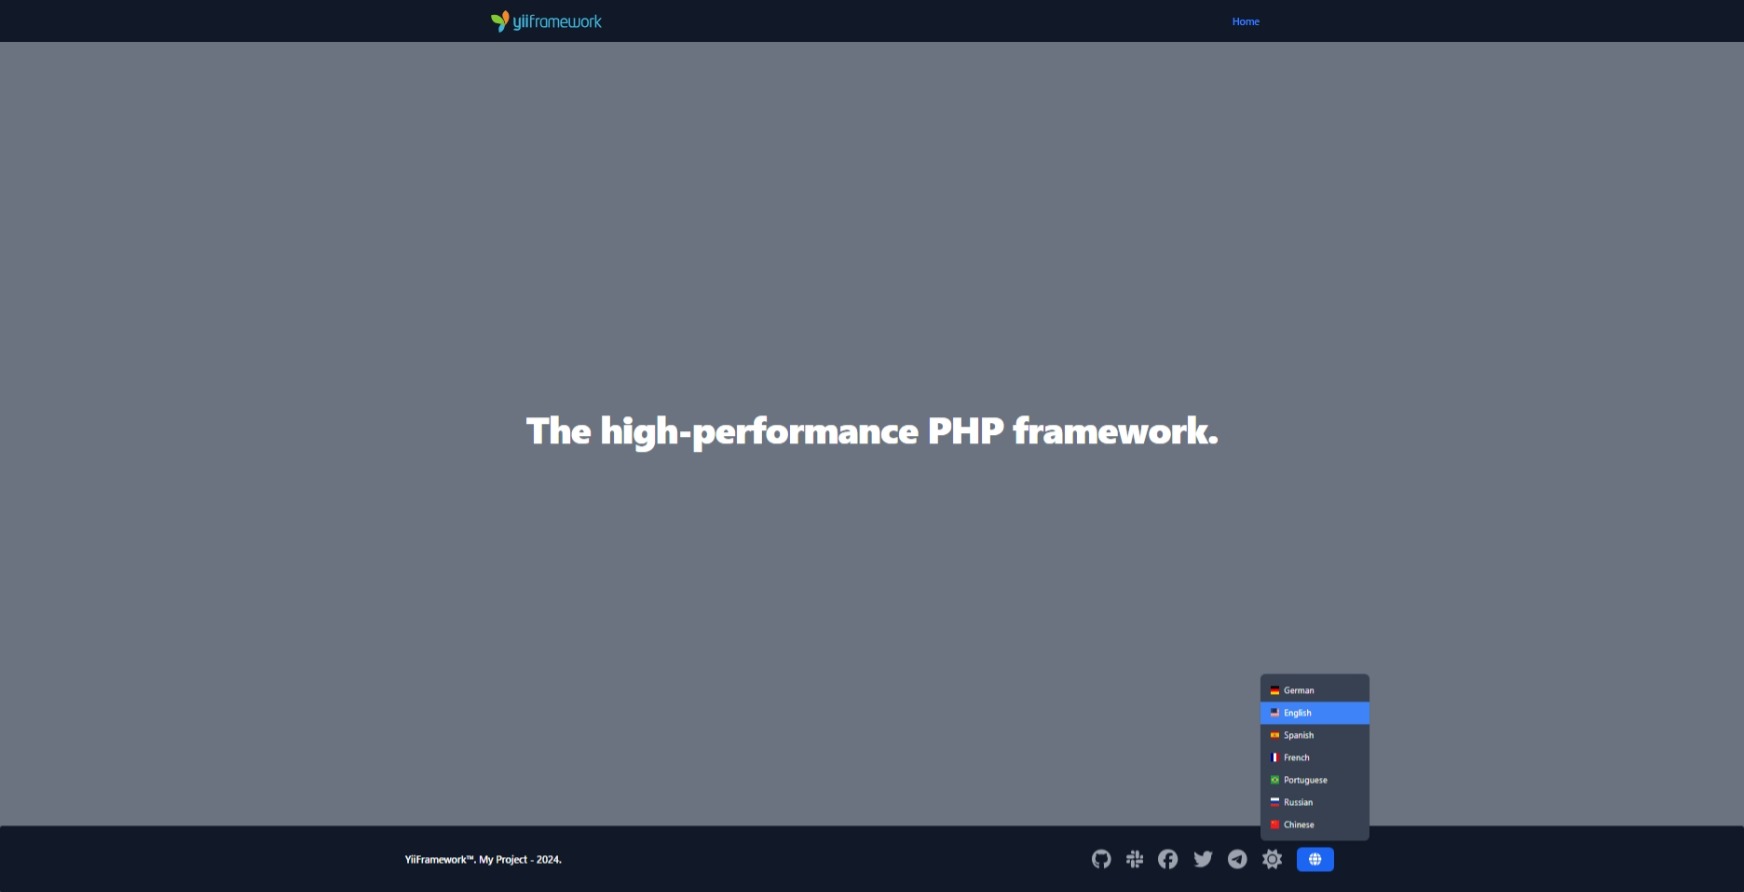 yiiframework
Home
The high-performance PHP framework.
German
English
Spanish
French
Portuguese
Russian
Chinese
YiiFramework™. My Project - 2024.